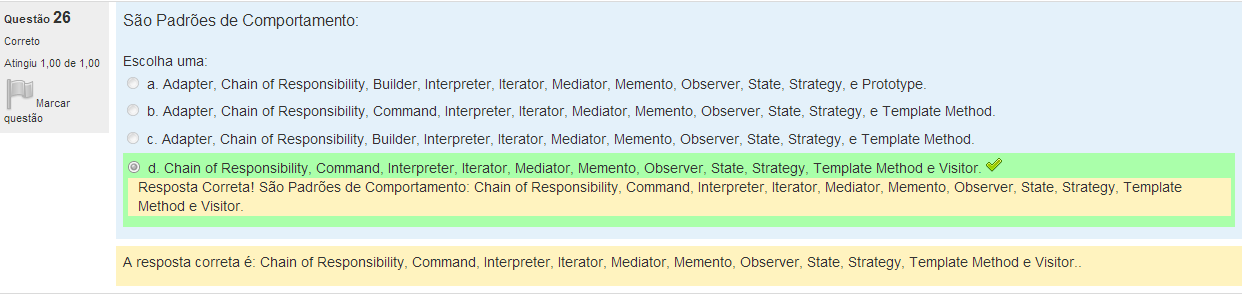 Questão 26
Correto
Atingiu 1,00 de 1,00
Marcar
questão
São Padrões de Comportamento:
Escolha uma:
a. Adapter, Chain of Responsibility, Builder, Interpreter, Iterator, Mediator, Memento, Observer, State, Strategy, e Prototype.
b. Adapter, Chain of Responsibility, Command, Interpreter, Iterator, Mediator, Memento, Observer, State, Strategy, e Template Method.
c. Adapter, Chain of Responsibility, Builder, Interpreter, Iterator, Mediator, Memento, Observer, State, Strategy, e Template Method.
d. Chain of Responsibility, Command, Interpreter, Iterator, Mediator, Memento, Observer, State, Strategy, Template Method e Visitor.
Resposta Correta! São Padrões de Comportamento: Chain of Responsibility, Command, Interpreter, Iterator, Mediator, Memento, Observer, State, Strategy, Template
Method e Visitor.
A resposta correta é: Chain of Responsibility, Command, Interpreter, Iterator, Mediator, Memento, Observer, State, Strategy, Template Method e Visitor..